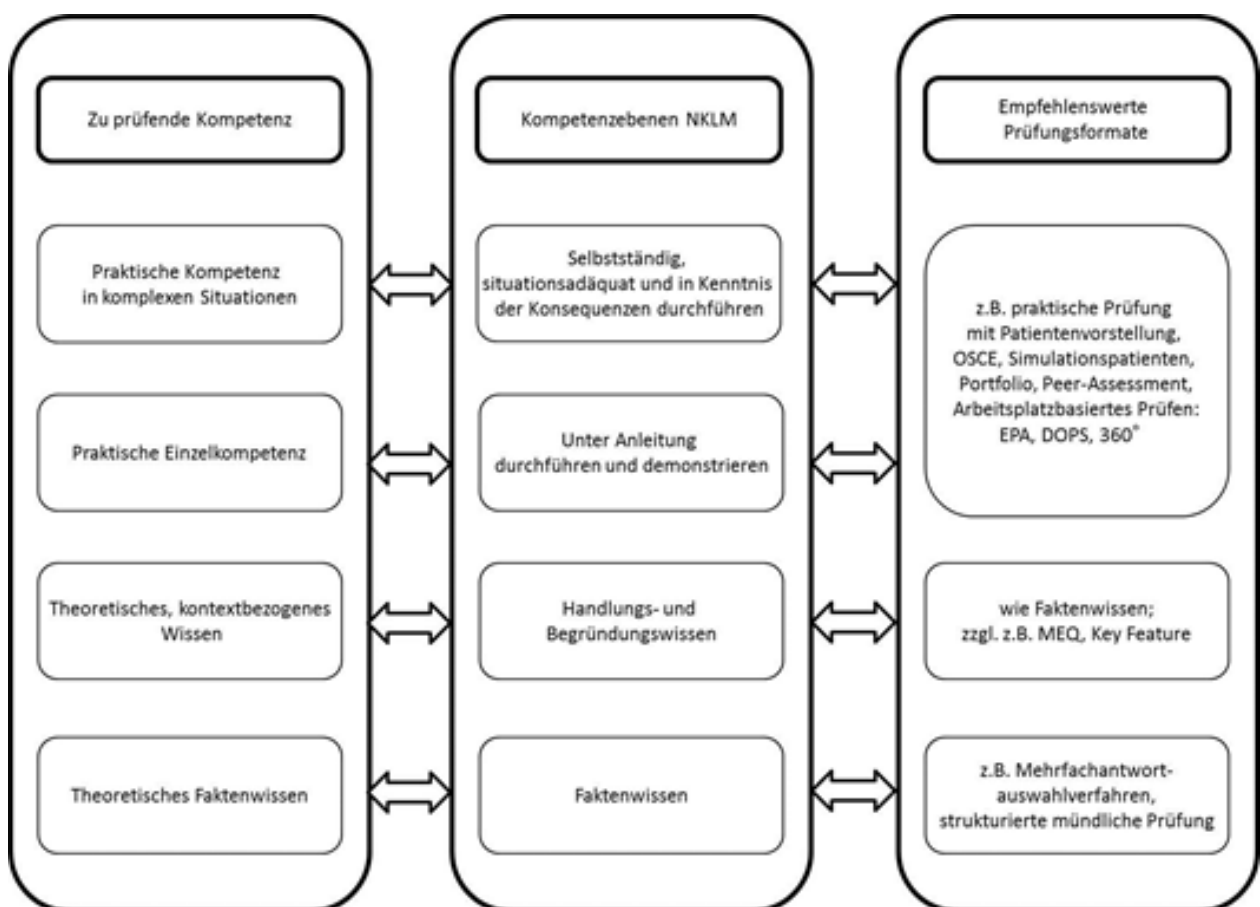 Zu prüfende Kompetenz
Praktische Kompetenz
in komplexen Situationen
Praktische Einzelkompetenz
Theoretisches, kontextbezogenes
Wissen
Theoretisches Faktenwissen
Kompetenzebenen NKLM
Selbstständig,
situationsadäquat und in Kenntnis
der Konsequenzen durchführen
Unter Anleitung
durchführen und demonstrieren
Handlungs- und
Begründungswissen
Faktenwissen
Empfehlenswerte
Prüfungsformate
z.B. praktische Prüfung
mit Patientenvorstellung,
OSCE, Simulationspatienten,
Portfolio, Peer-Assessment,
Arbeitsplatzbasiertes Prüfen:
EPA, DOPS, 360°
wie Faktenwissen;
zzgl. z.B. MEQ, Key Feature
z.B. Mehrfachantwort-
auswahlverfahren,
strukturierte mündliche Prüfung